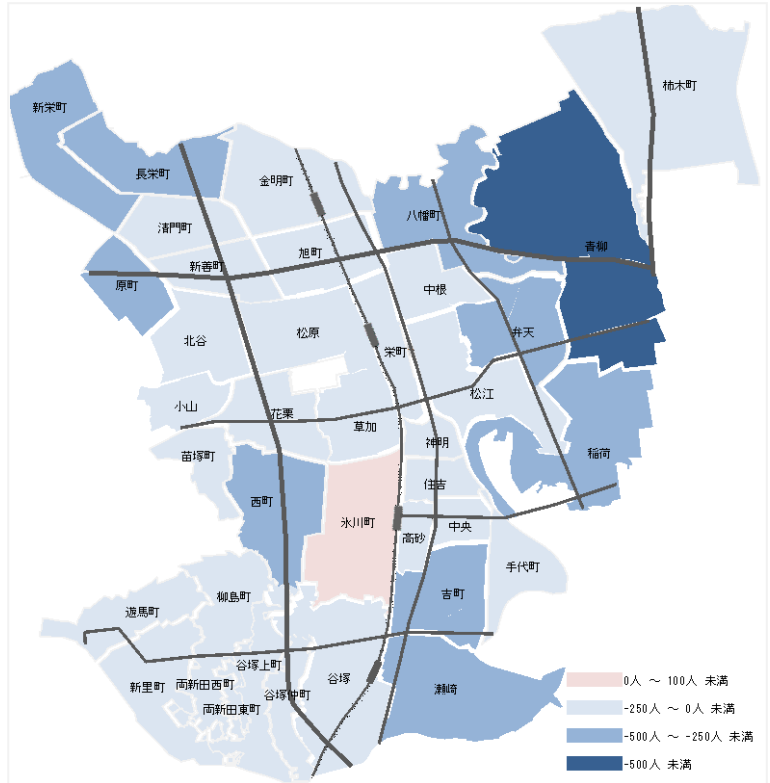 柿木町
新栄町
長栄町
金明町
八幡町
清門町
青柳
旭町
新善町
原町
中根
弁天
松原
北谷
栄町
松江
小山
花栗
草加
神明
苗塚町
稲荷
住吉
西町
氷川町
中央
高砂
手代町
吉町
柳島町
遊馬町
谷塚上町
谷塚
新里町
両新田西町
谷塚仲町
両新田東町
瀬崎
0人 ～ 100人 未満
-250人 ～ 0人 未満
-500人 ～ -250人 未満
-500人 未満